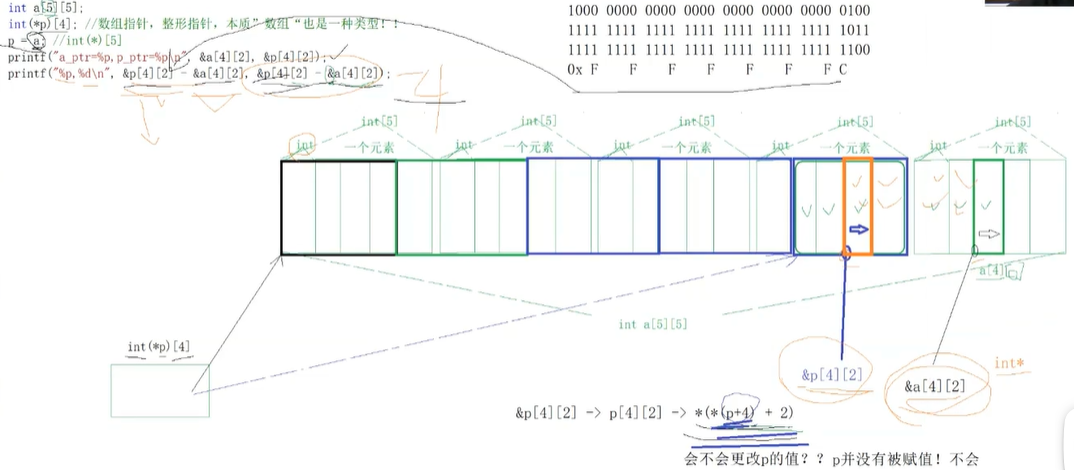 int a[5][5];
int(*p)[4]; //数组指针，整形指针，本质"数组"也是一种类型！！
p = a; //int(*)[5]
printf("a_ptr=%p,p_ptr=%p\n", &a[4][2], &p[4][2]);
printf("%p,%d\n", &p[4][2] - &a[4][2], &p[4][2] - &a[4][2]);
4
1000 0000 0000 0000 0000 0000 0000 0100
1111 1111 1111 1111 1111 1111 1111 1011
1111 1111 1111 1111 1111 1111 1111 1100
0x F F F F F F F C
int[5] int[5] int[5] int[5] int[5]
int 一个元素 int 一个元素 int 一个元素 int 一个元素 int 一个元素
a[4][]
int a[5][5]
int(*p)[4]
&p[4][2]
int*
&a[4][2]
&p[4][2] -> p[4][2] -> *(*(p+4) + 2)
会不会更改p的值？？p并没有被赋值！不会